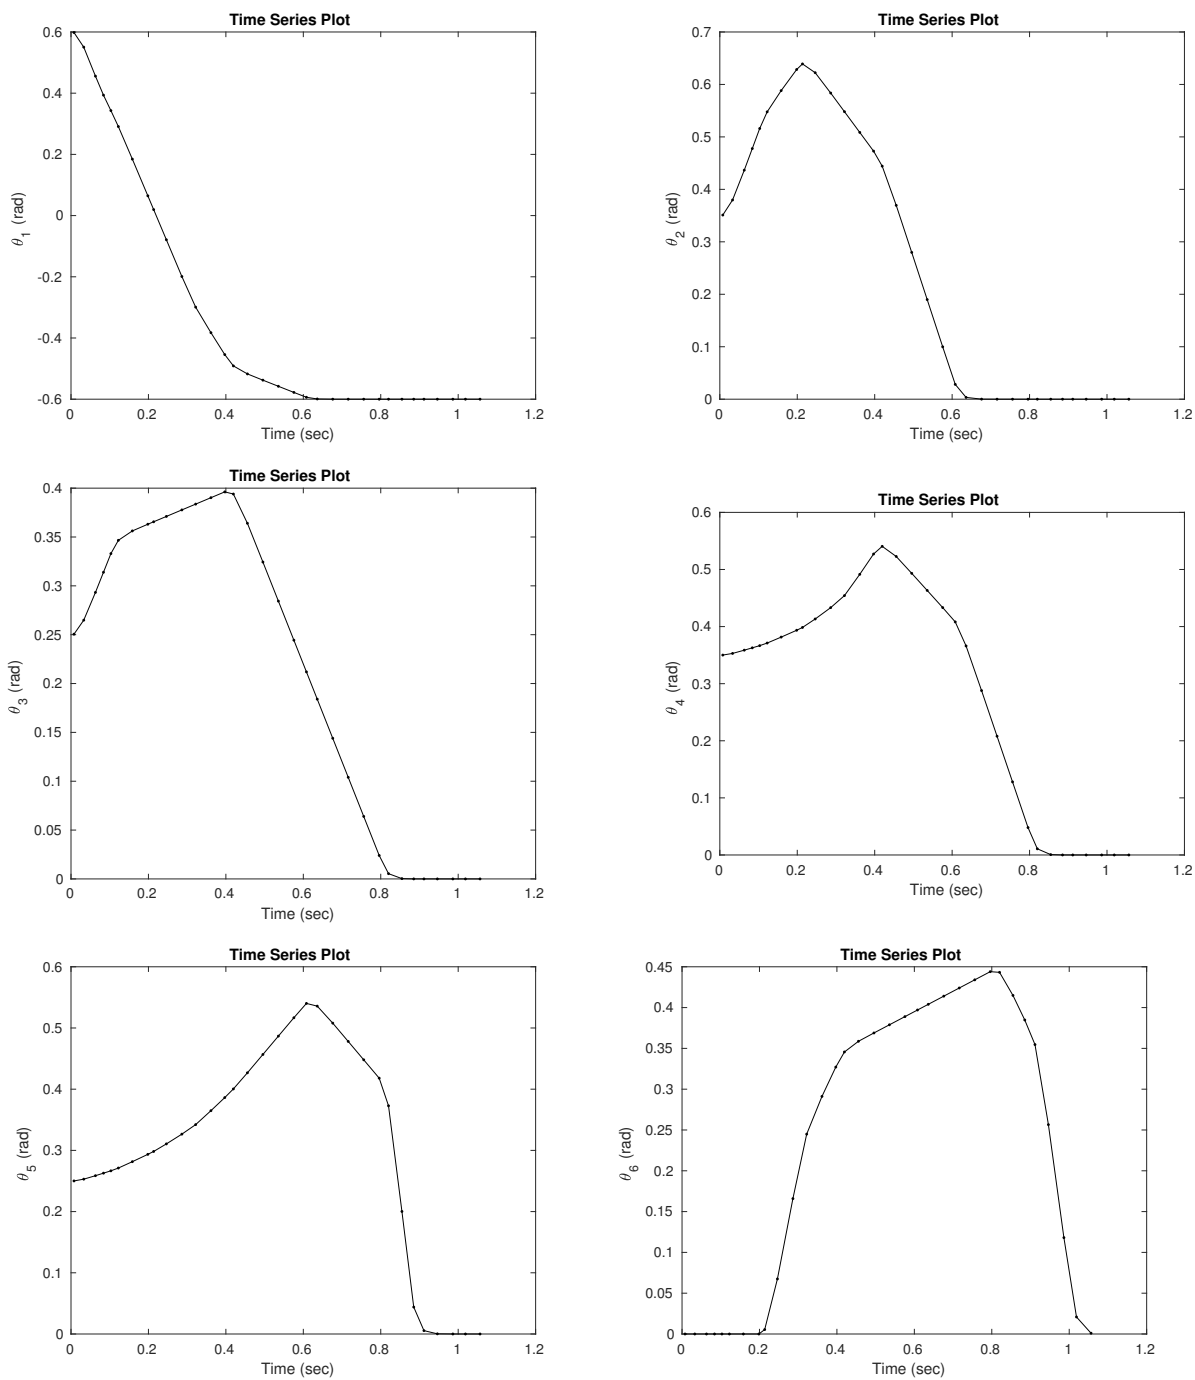 Time Series Plot
0.6
0.4
0.2
0
-0.2
-0.4
-0.6
θ1 (rad)
0 0.2 0.4 0.6 0.8 1 1.2
Time (sec)
Time Series Plot
0.7
0.6
0.5
0.4
0.3
0.2
0.1
0
θ2 (rad)
0 0.2 0.4 0.6 0.8 1 1.2
Time (sec)
Time Series Plot
0.4
0.35
0.3
0.25
0.2
0.15
0.1
0.05
0
θ3 (rad)
0 0.2 0.4 0.6 0.8 1 1.2
Time (sec)
Time Series Plot
0.6
0.5
0.4
0.3
0.2
0.1
0
θ4 (rad)
0 0.2 0.4 0.6 0.8 1 1.2
Time (sec)
Time Series Plot
0.6
0.5
0.4
0.3
0.2
0.1
0
θ5 (rad)
0 0.2 0.4 0.6 0.8 1 1.2
Time (sec)
Time Series Plot
0.45
0.4
0.35
0.3
0.25
0.2
0.15
0.1
0.05
0
θ6 (rad)
0 0.2 0.4 0.6 0.8 1 1.2
Time (sec)